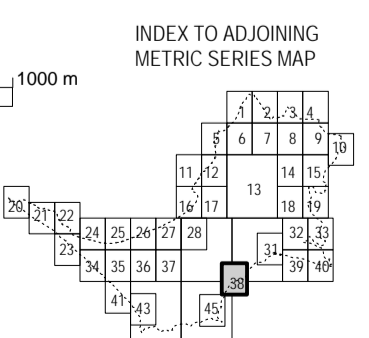 INDEX TO ADJOINING
METRIC SERIES MAP
1000 m
1 2 3 4
5 6 7 8 9 10
11 12 13 14 15
16 17 18 19
20 21 22
23 24 25 26 27 28 31 32 33
34 35 36 37 38 39 40
41 43 45